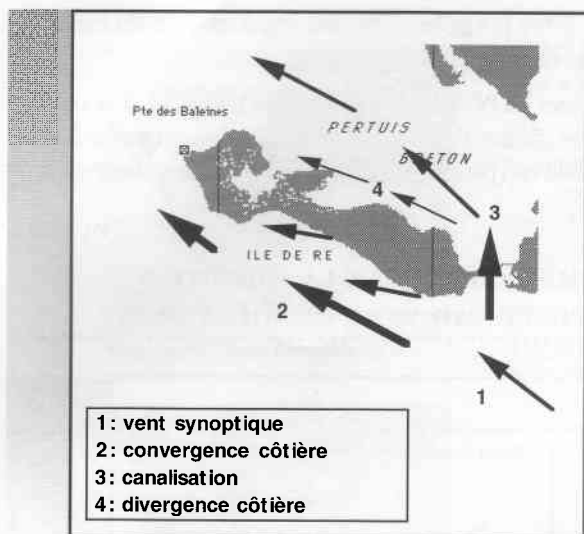 Pte des Baleines
PERTUIS
BRETON
4
3
ILE DE RE
2
1
1: vent synoptique
2: convergence côtière
3: canalisation
4: divergence côtière